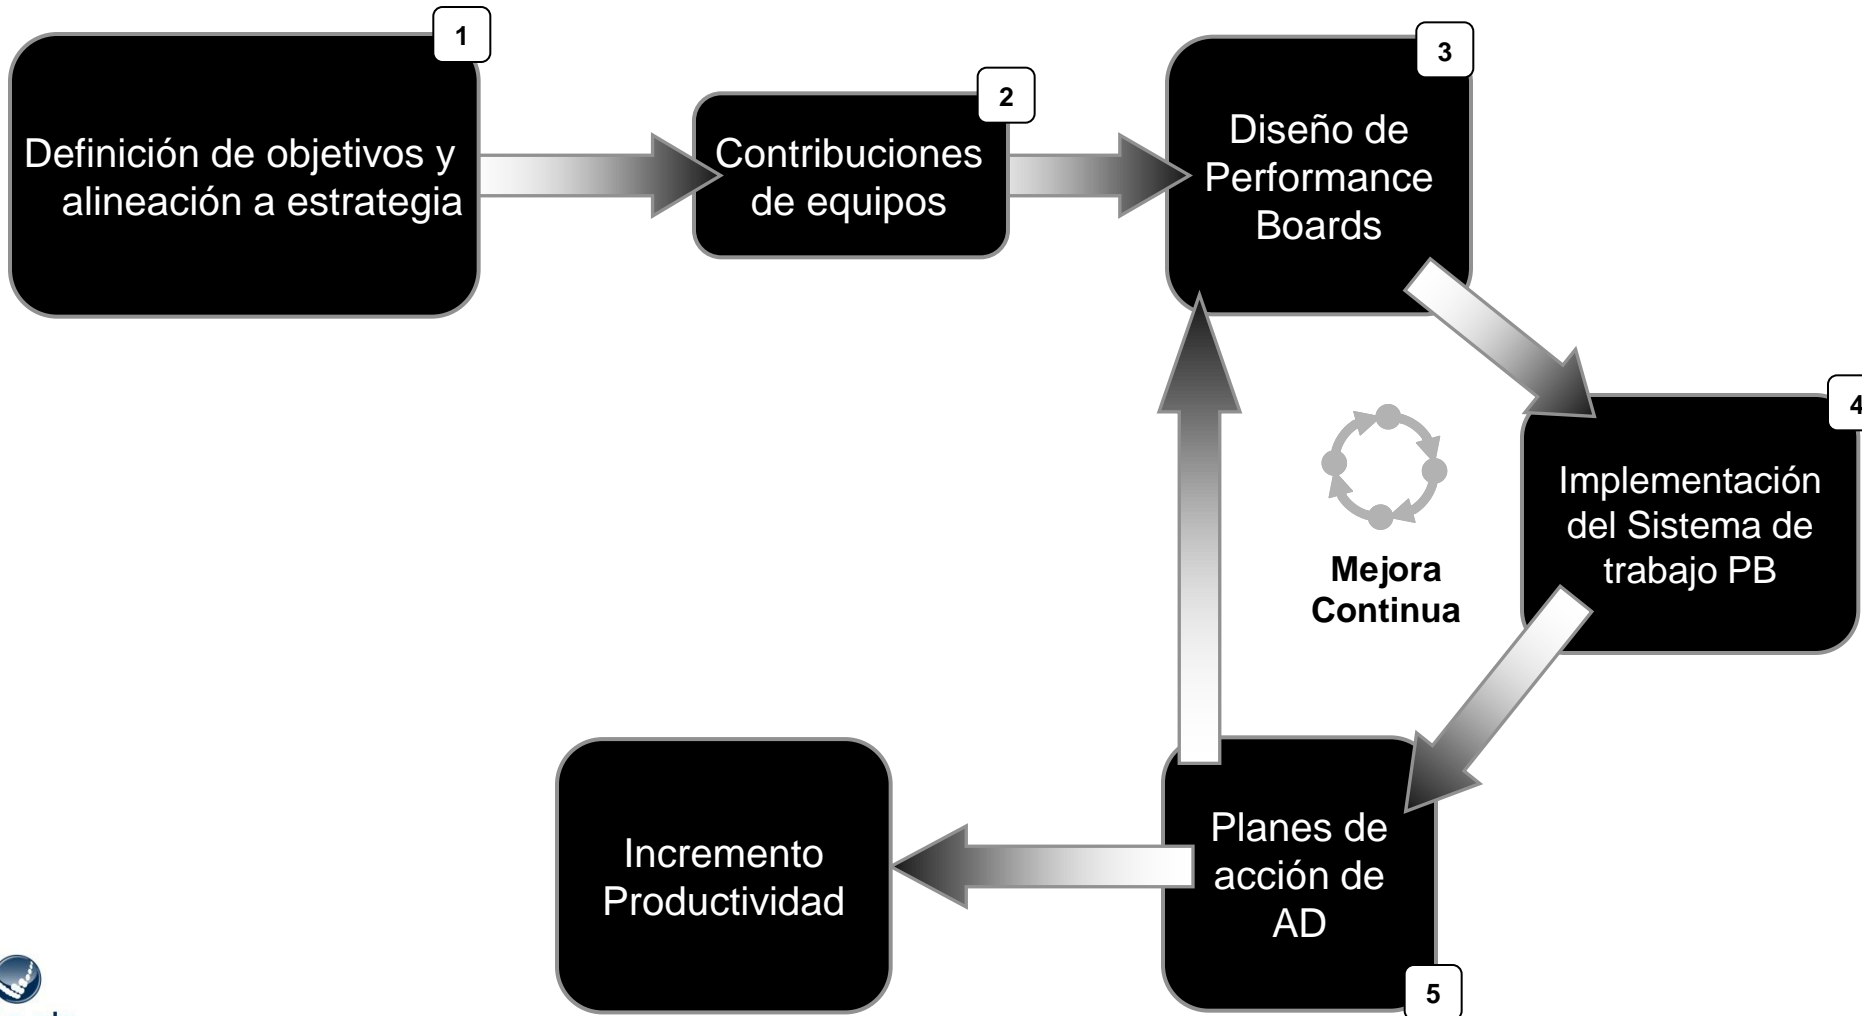 1
Definición de objetivos y
alineación a estrategia
2
Contribuciones
de equipos
3
Diseño de
Performance
Boards
4
Implementación
del Sistema de
trabajo PB
Mejora
Continua
Planes de
acción de
AD
5
Incremento
Productividad